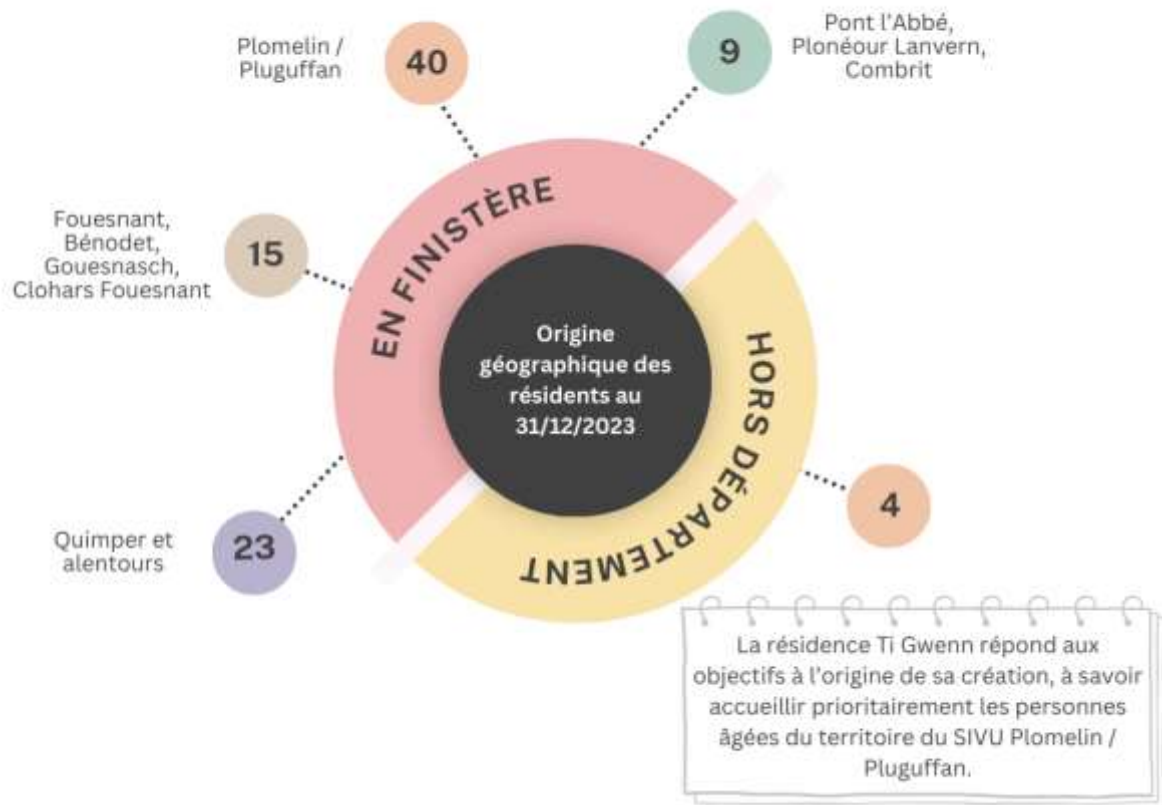 Plomelin /
Pluguffan
40
9
Pont l'Abbé,
Plonéour Lanvern,
Combrit
EN FINISTÈRE
Fouesnant,
Bénodet,
Gouesnasch,
Clohars Fouesnant
15
Origine
géographique des
résidents au
31/12/2023
HORS DÉPARTEMENT
4
Quimper et
alentours
23
La résidence Ti Gwenn répond aux
objectifs à l'origine de sa création, à savoir
accueillir prioritairement les personnes
âgées du territoire du SIVU Plomelin /
Pluguffan.